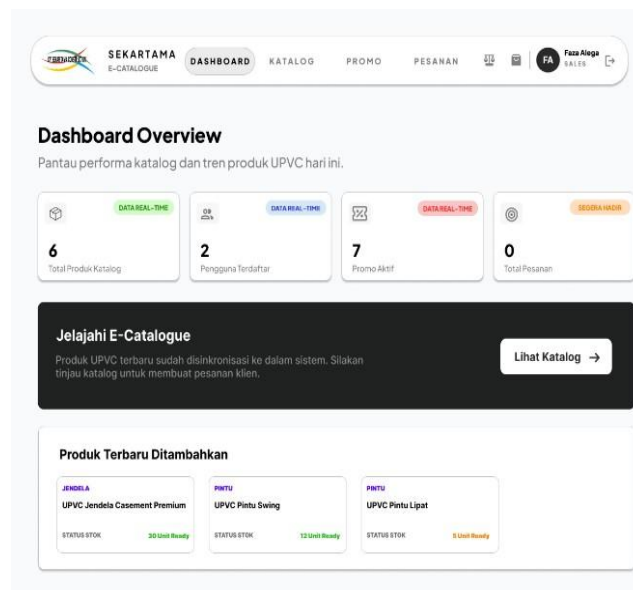 SEKARTAMA
E-CATALOGUE
DASHBOARD
KATALOG
PROMO
PESANAN
FA
Faza Alega
SALES
Dashboard Overview
Pantau performa katalog dan tren produk UPVC hari ini.
DATA REAL-TIME
6
Total Produk Katalog
DATA REAL-TIME
2
Pengguna Terdaftar
DATA REAL-TIME
7
Promo Aktif
SEGERA HADIR
0
Total Pesanan
Jelajahi E-Catalogue
Produk UPVC terbaru sudah disinkronisasi ke dalam sistem. Silakan
tinjau katalog untuk membuat pesanan klien.
Lihat Katalog →
Produk Terbaru Ditambahkan
JENDELA
UPVC Jendela Casement Premium
STATUS STOK
30 Unit Ready
PINTU
UPVC Pintu Swing
STATUS STOK
12 Unit Ready
PINTU
UPVC Pintu Lipat
STATUS STOK
5 Unit Ready